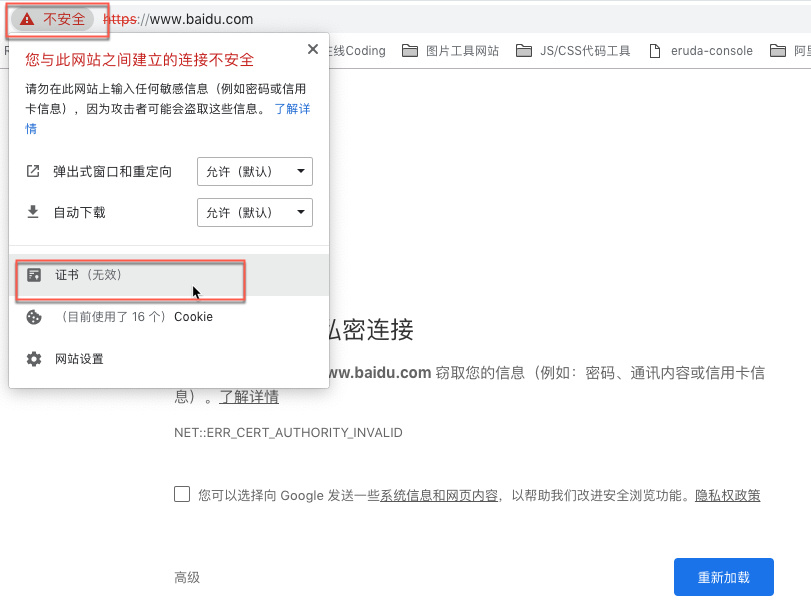 不安全 https://www.baidu.com
线Coding 图片工具网站 JS/CSS代码工具 eruda-console
您与此网站之间建立的连接不安全
请勿在此网站上输入任何敏感信息（例如密码或信用
卡信息），因为攻击者可能会盗取这些信息。 了解详
情
弹出式窗口和重定向 允许（默认）
自动下载 允许（默认）
证书（无效）
（目前使用了 16 个）Cookie
网站设置
私密连接
ww.baidu.com 窃取您的信息（例如：密码、通讯内容或信用卡信
息）。了解详情
NET::ERR_CERT_AUTHORITY_INVALID
您可以选择向 Google 发送一些系统信息和网页内容，以帮助我们改进安全浏览功能。隐私权政策
高级
重新加载